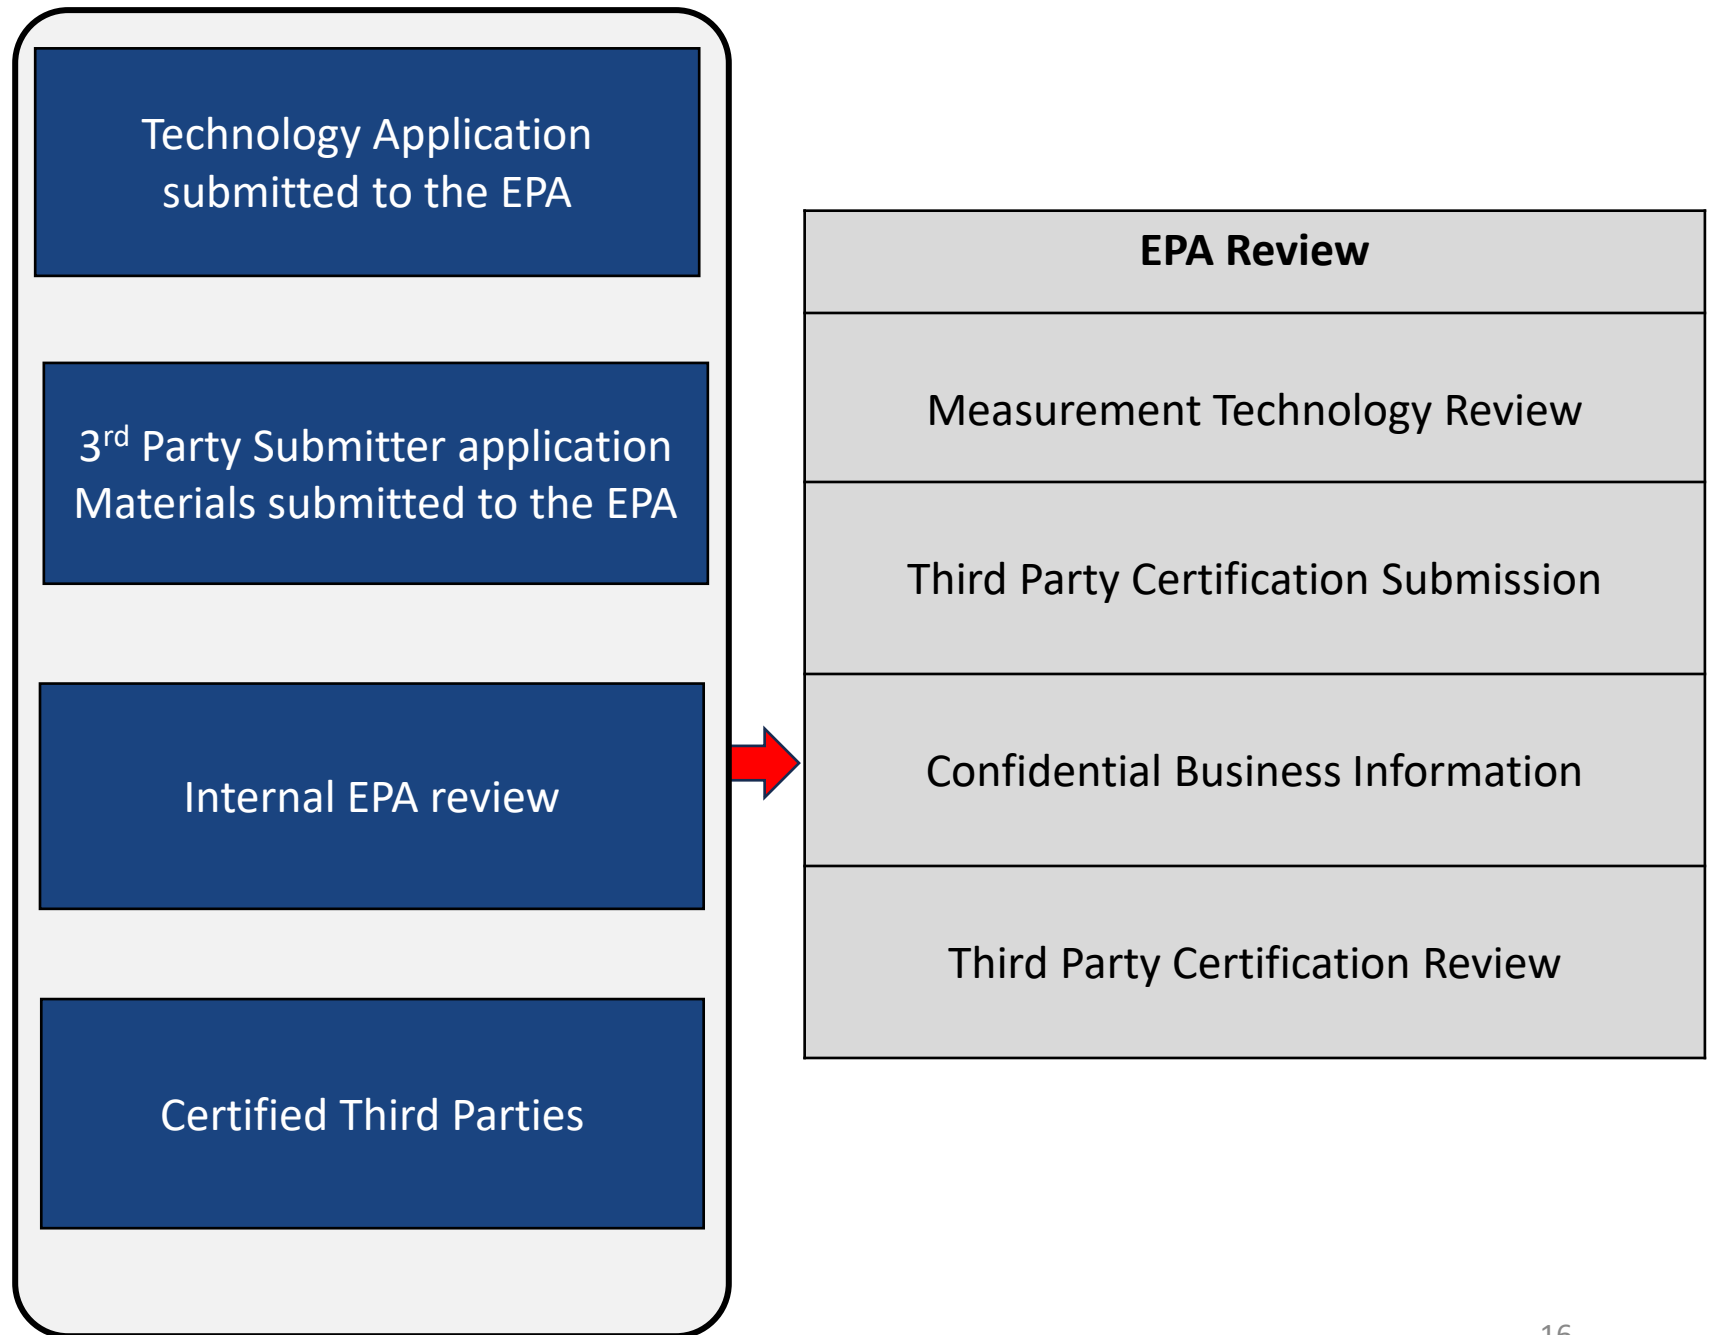 Technology Application
submitted to the EPA
3rd Party Submitter application
Materials submitted to the EPA
Internal EPA review
Certified Third Parties
EPA Review
Measurement Technology Review
Third Party Certification Submission
Confidential Business Information
Third Party Certification Review
16